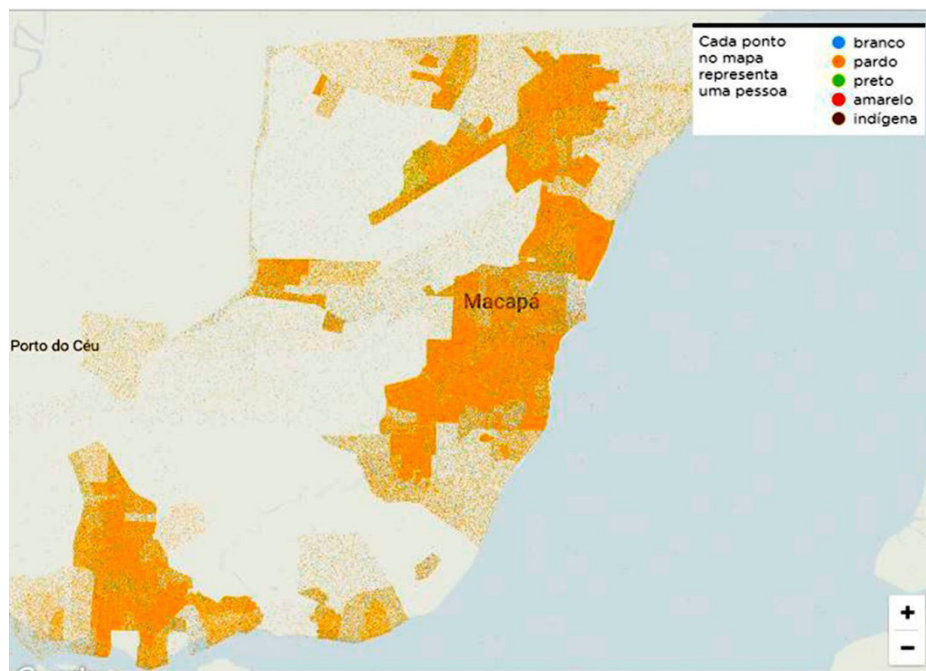 Cada ponto
no mapa
representa
uma pessoa
branco
pardo
preto
amarelo
indígena
Macapá
Porto do Céu
+
−